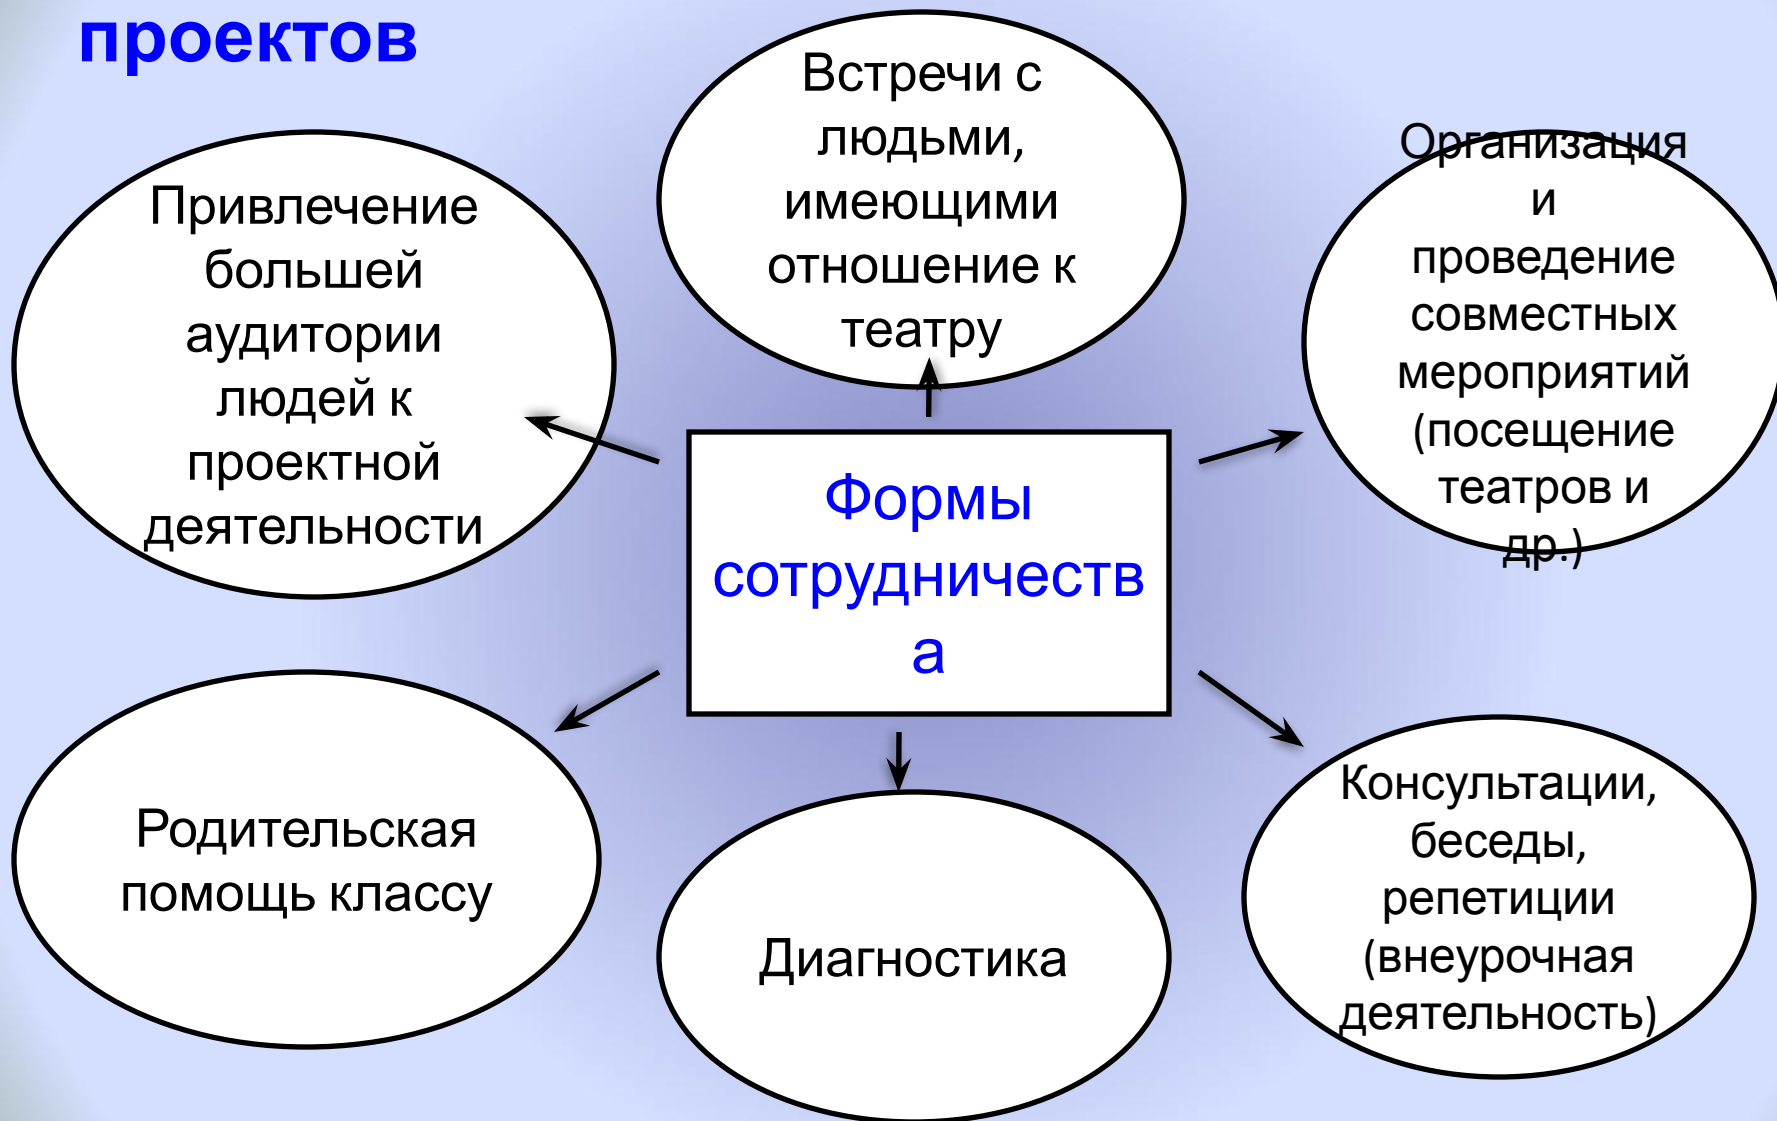 проектов
Встречи с
людьми,
имеющими
отношение к
театру
Привлечение
большей
аудитории
людей к
проектной
деятельности
Организация
и
проведение
совместных
мероприятий
(посещение
театров и
др.)
Формы
сотрудничеств
а
Родительская
помощь классу
Диагностика
Консультации,
беседы,
репетиции
(внеурочная
деятельность)